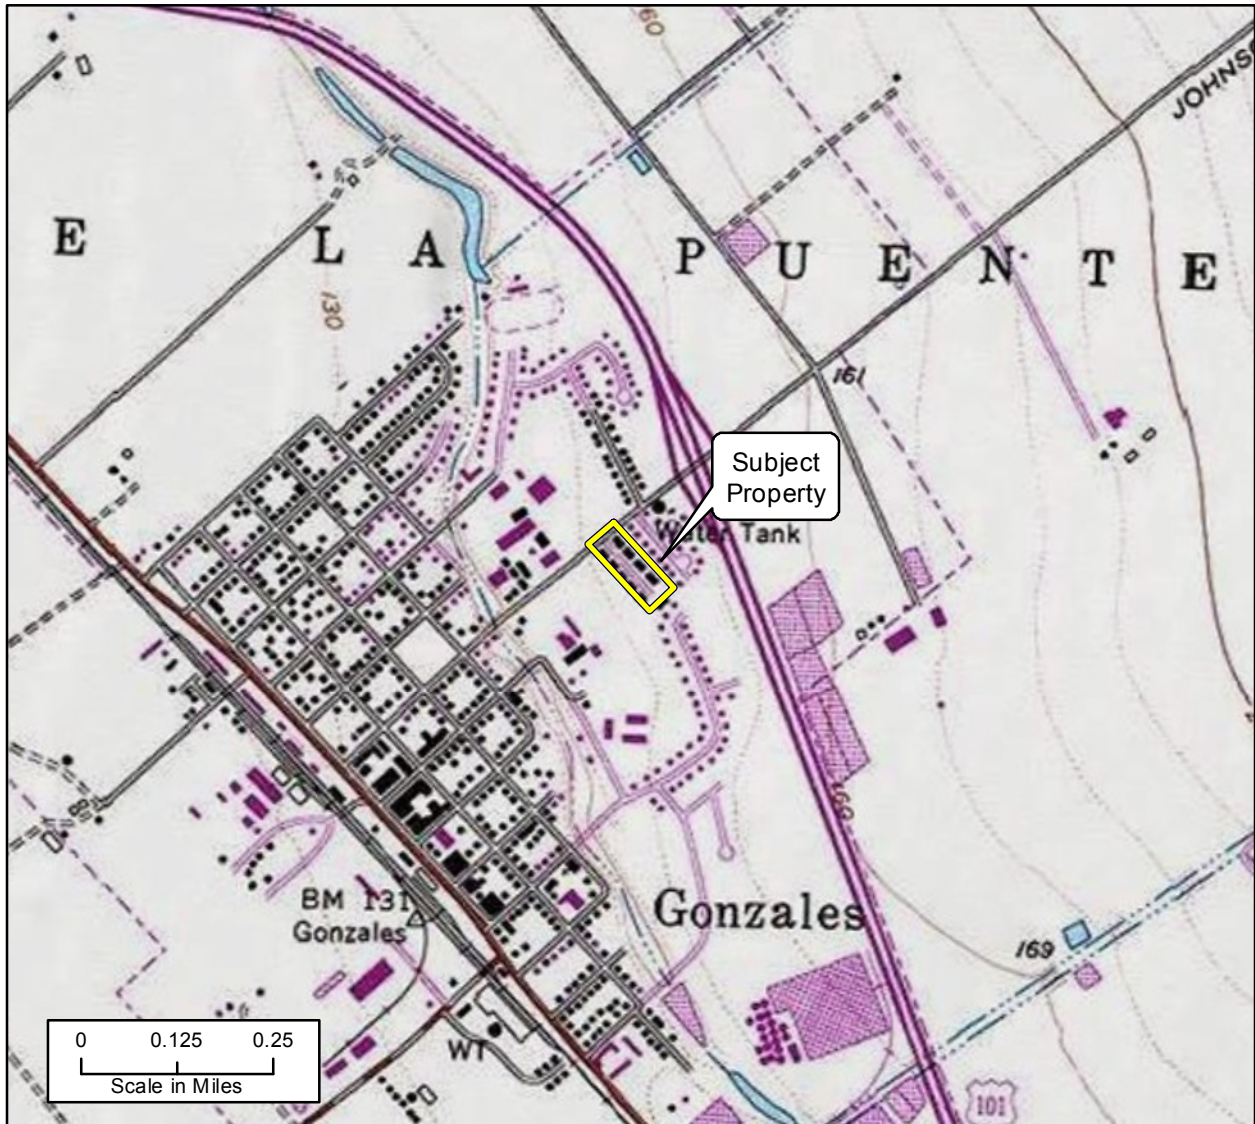 60
JOHNS
E L A P U E N T E
130
161
Subject
Property
Water Tank
160
BM 131
Gonzales
Gonzales
169
WT
0 0.125 0.25
Scale in Miles
101